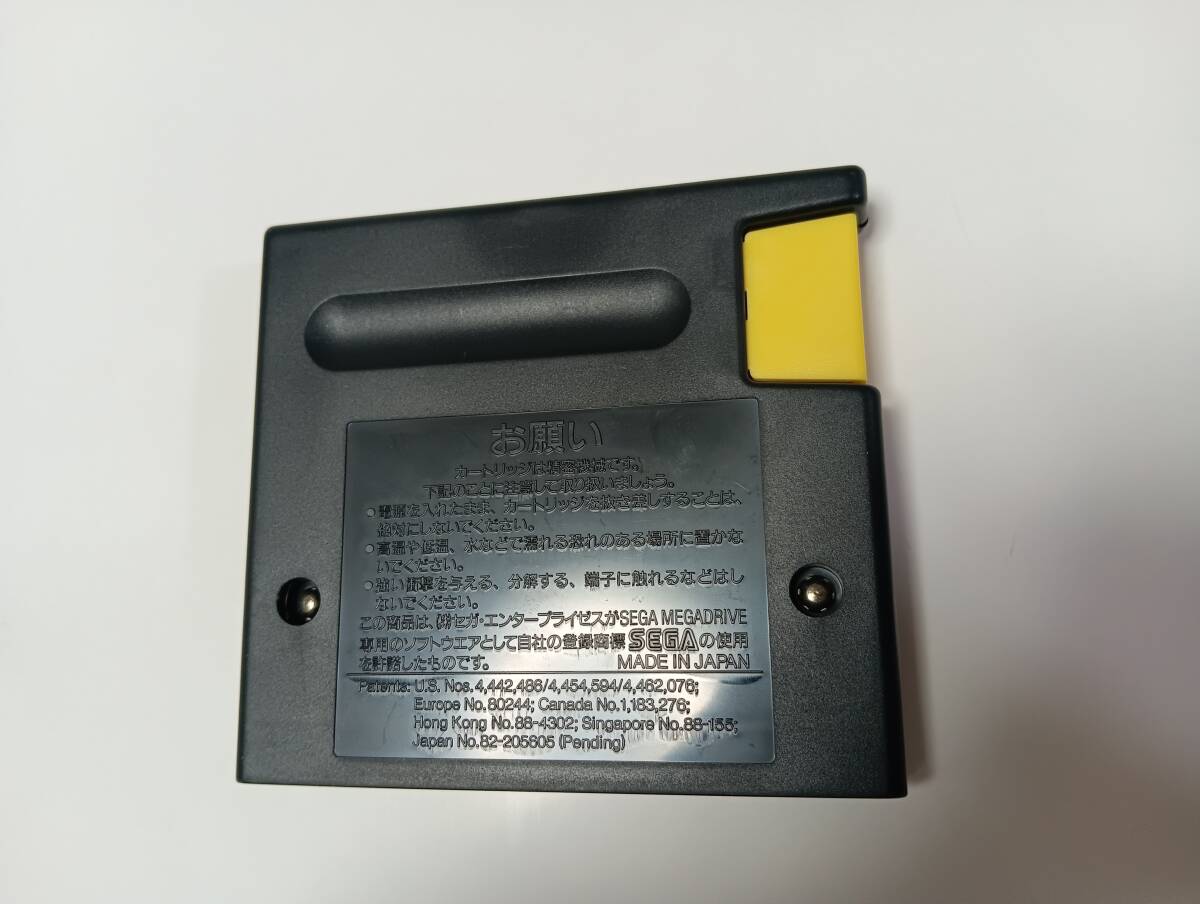 お願い
カートリッジは精密機械です。
下記のことに注意して取り扱いましょう。
●電源を入れたまま、カートリッジを抜き差しすることは、
絶対にしないでください。
●高温や低温、水などで濡れる恐れのある場所に置かな
いでください。
●強い衝撃を与える、分解する、端子に触れるなどはし
ないでください。
この商品は、㈱セガ・エンタープライゼスがSEGA MEGADRIVE
専用のソフトウエアとして自社の登録商標SEGAの使用
を許諾したものです。 MADE IN JAPAN
Patents: U.S. Nos. 4,442,486/4,454,594/4,462,076;
Europe No. 80244; Canada No. 1,183,276;
Hong Kong No. 88-4302; Singapore No. 88-155;
Japan No. 82-205605 (Pending)